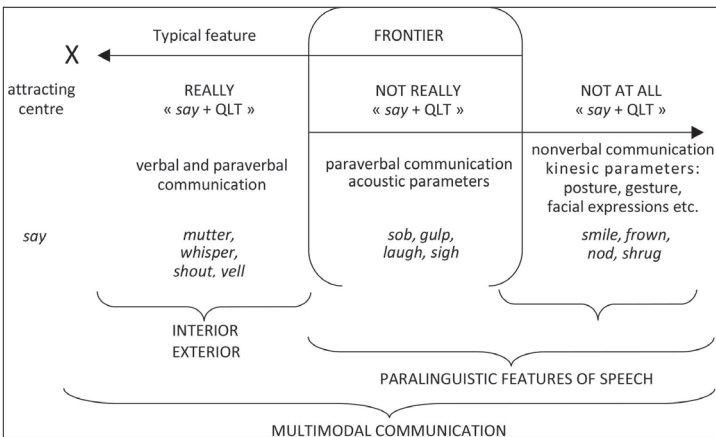 Typical feature FRONTIER
X
attracting centre
REALLY NOT REALLY NOT AT ALL
« say + QLT » « say + QLT » « say + QLT »
verbal and paraverbal communication
paraverbal communication acoustic parameters
nonverbal communication
kinesic parameters:
posture, gesture,
facial expressions etc.
say
mutter,
whisper,
shout, yell
sob, gulp,
laugh, sigh
smile, frown,
nod, shrug
INTERIOR
EXTERIOR
PARALINGUISTIC FEATURES OF SPEECH
MULTIMODAL COMMUNICATION